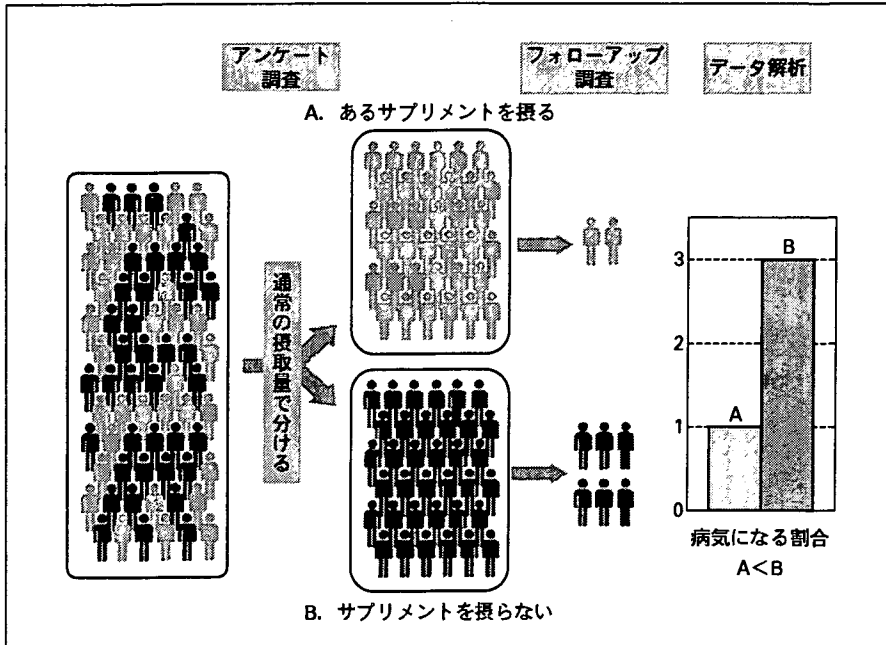 アンケート
調査
フォローアップ
調査
データ解析
A. あるサプリメントを摂る
通常の摂取量で分ける
B. サプリメントを摂らない
3
2
1
0
A
B
病気になる割合
A<B